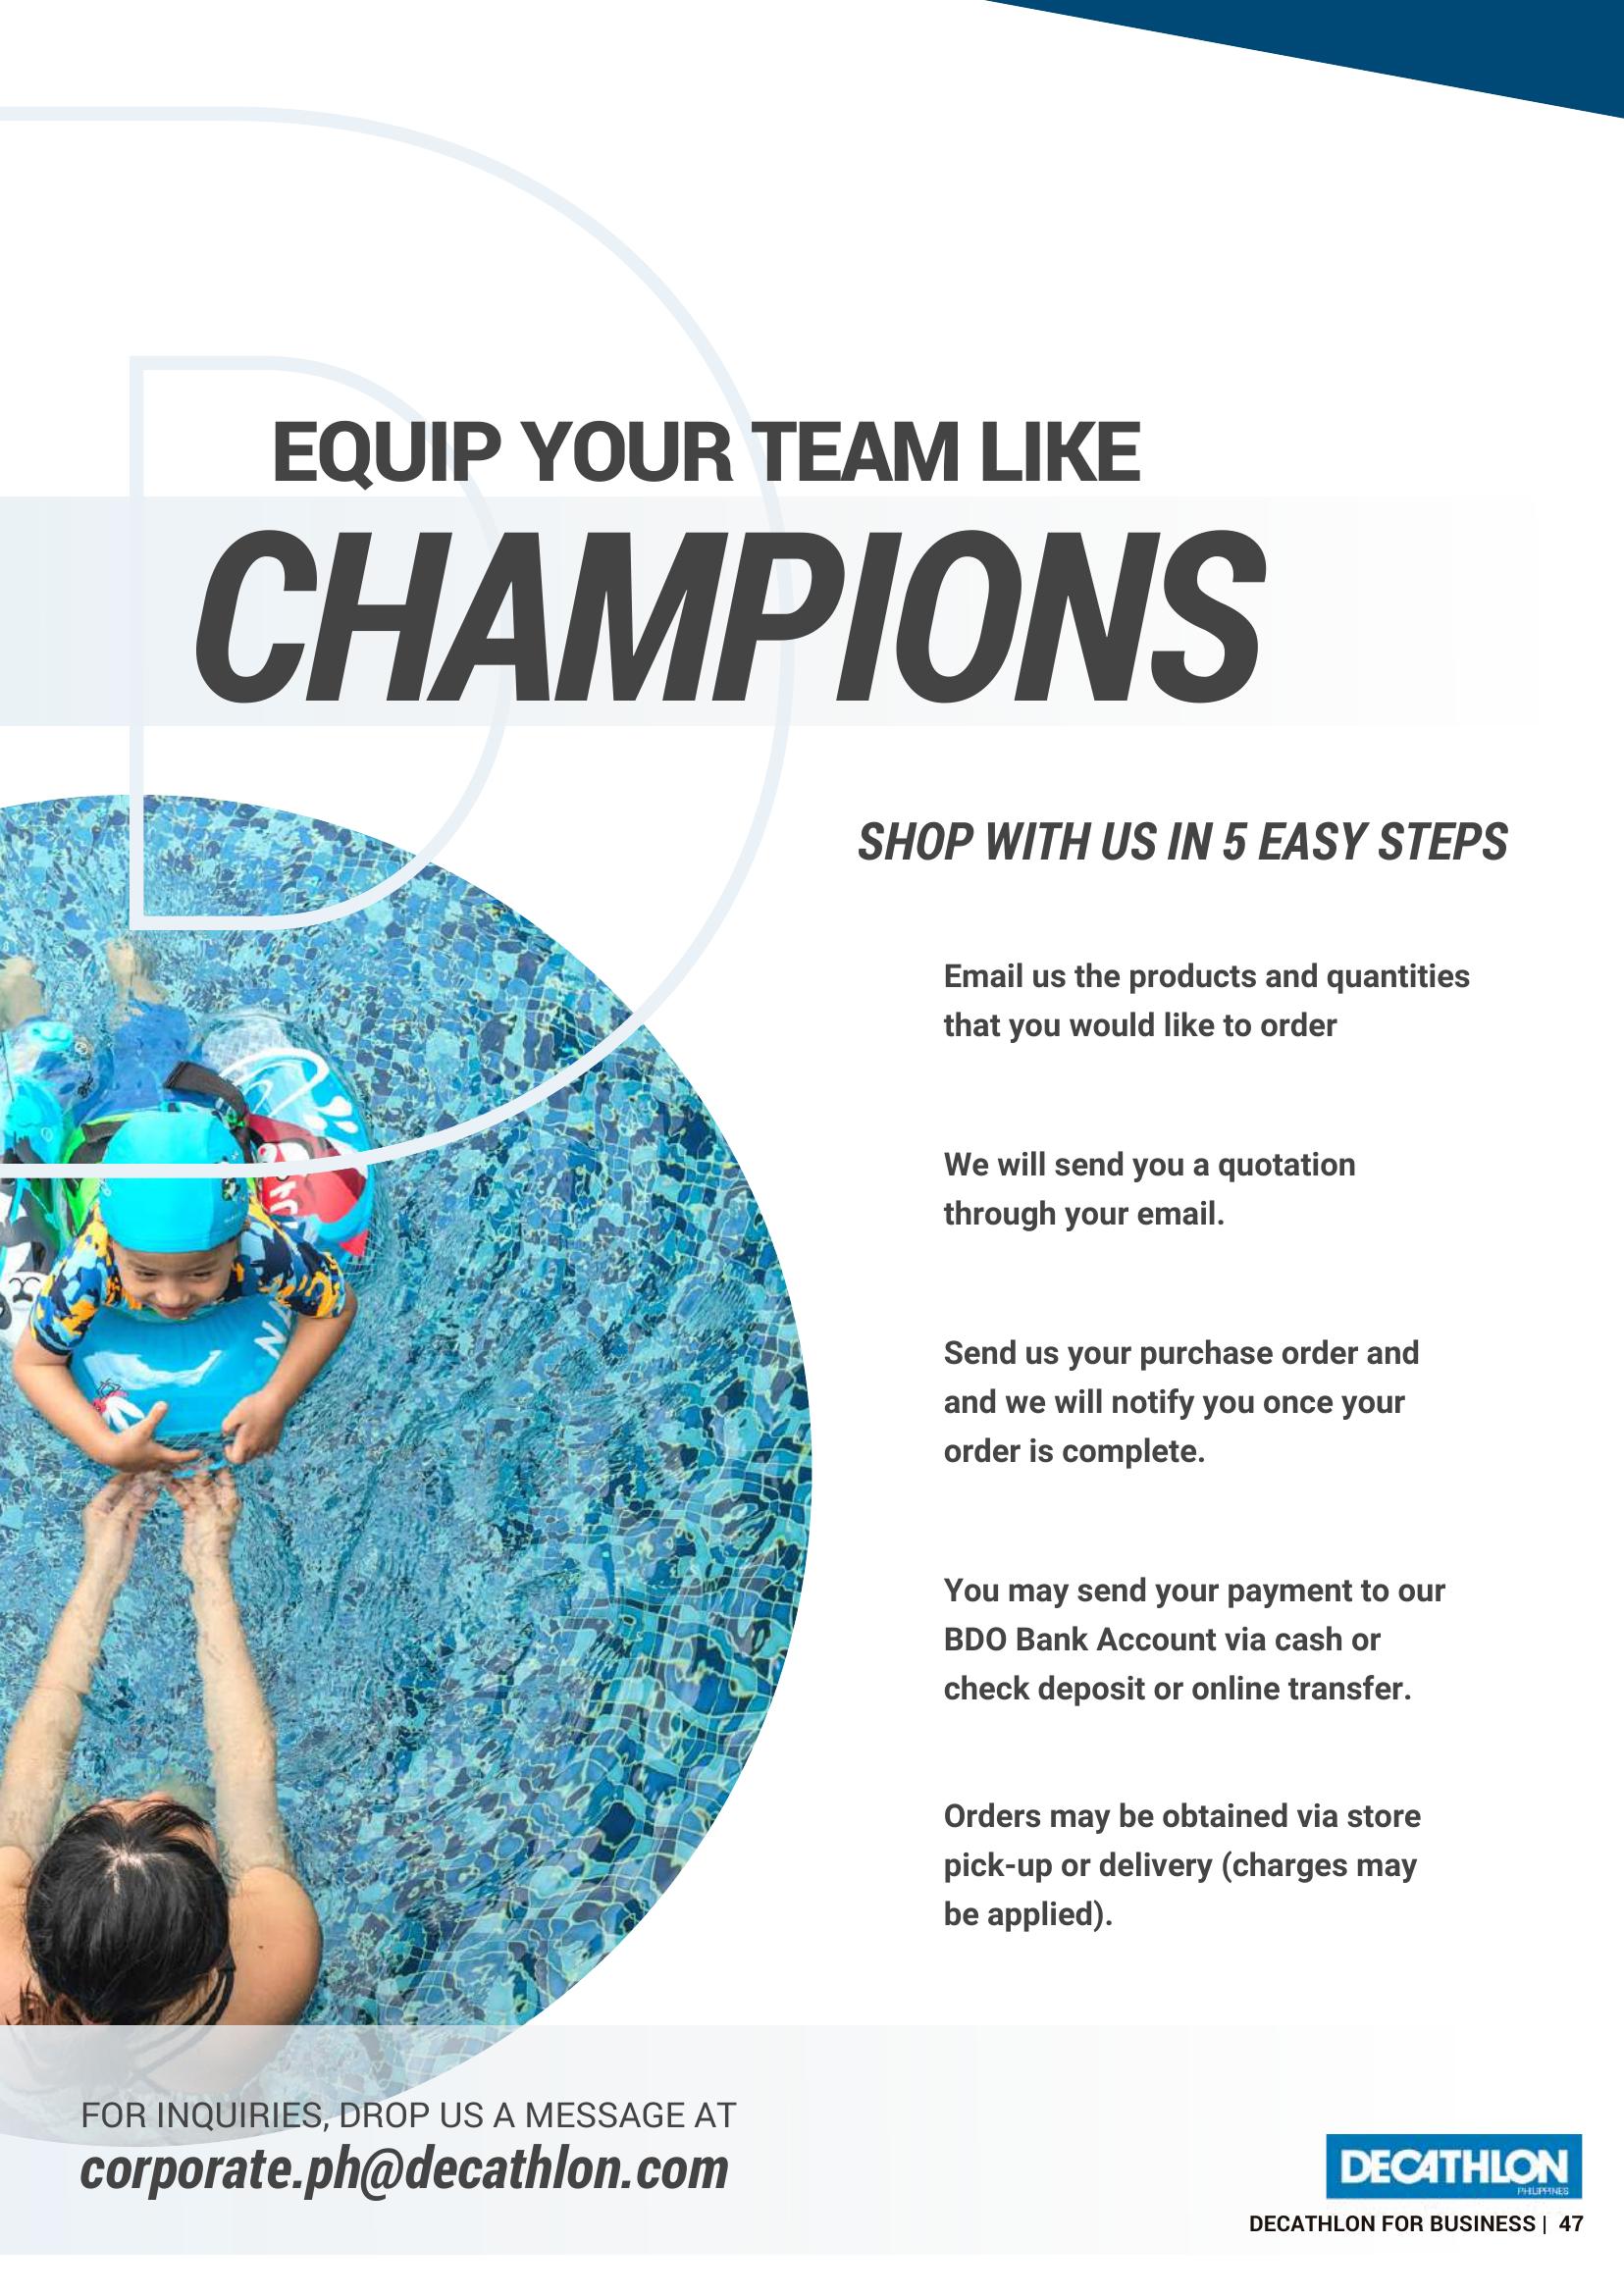 EQUIP YOUR TEAM LIKE
CHAMPIONS
SHOP WITH US IN 5 EASY STEPS
Email us the products and quantities
that you would like to order
We will send you a quotation
through your email.
Send us your purchase order and
and we will notify you once your
order is complete.
You may send your payment to our
BDO Bank Account via cash or
check deposit or online transfer.
Orders may be obtained via store
pick-up or delivery (charges may
be applied).
FOR INQUIRIES, DROP US A MESSAGE AT
corporate.ph@decathlon.com
DECATHLON
PHILIPPINES
DECATHLON FOR BUSINESS | 47